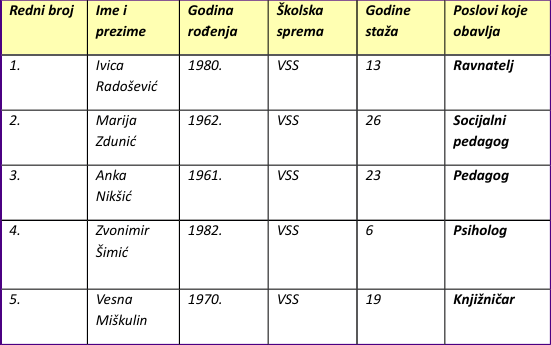 Redni broj Ime i prezime Godina rođenja Školska sprema Godine staža Poslovi koje obavlja
1. Ivica Radošević 1980. VSS 13 Ravnatelj
2. Marija Zdunić 1962. VSS 26 Socijalni pedagog
3. Anka Nikšić 1961. VSS 23 Pedagog
4. Zvonimir Šimić 1982. VSS 6 Psiholog
5. Vesna Miškulin 1970. VSS 19 Knjižničar